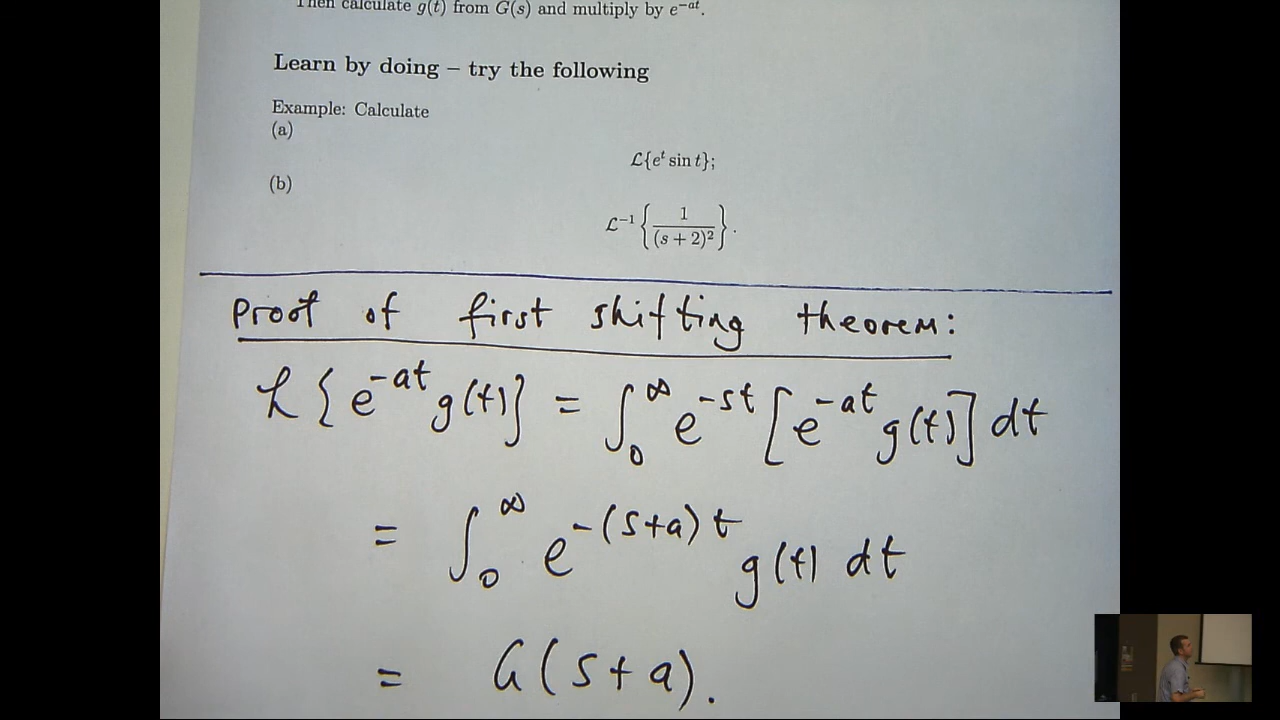 Then calculate g(t) from G(s) and multiply by e^{-at}.
Learn by doing – try the following
Example: Calculate
(a)
ℒ{e^t sin t};
(b)
ℒ^{-1}{1/(s + 2)^2}.
Proof of first shifting theorem:
ℒ{e^{-at} g(t)} = ∫_0^∞ e^{-st} [e^{-at} g(t)] dt
= ∫_0^∞ e^{-(s+a)t} g(t) dt
= G(s+a).